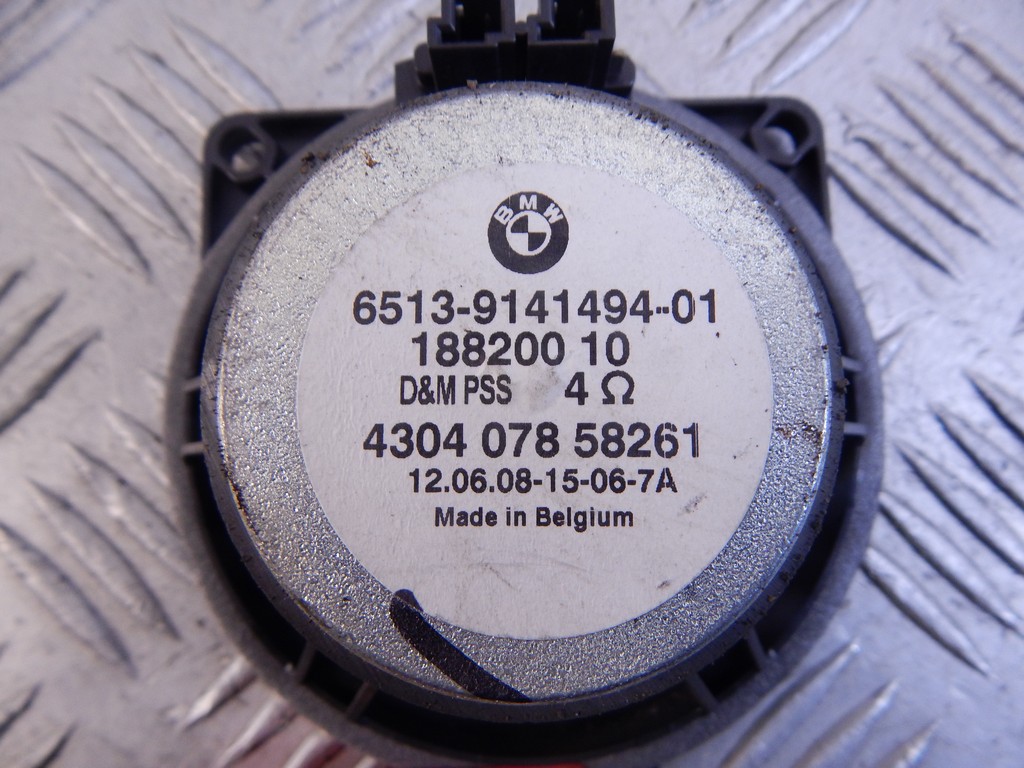 BMW
6513-9141494-01
188200 10
D&M PSS 4 Ω
4304 078 58261
12.06.08-15-06-7A
Made in Belgium